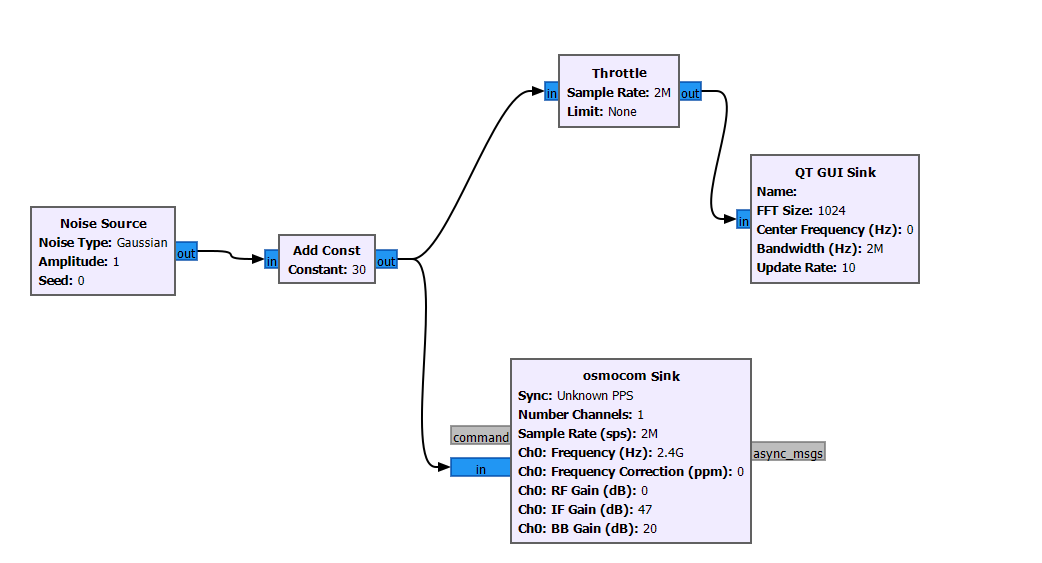 Throttle
Sample Rate: 2M
Limit: None
in
out
QT GUI Sink
Name:
FFT Size: 1024
Center Frequency (Hz): 0
Bandwidth (Hz): 2M
Update Rate: 10
in
Noise Source
Noise Type: Gaussian
Amplitude: 1
Seed: 0
out
Add Const
Constant: 30
in
out
osmocom Sink
Sync: Unknown PPS
Number Channels: 1
Sample Rate (sps): 2M
Ch0: Frequency (Hz): 2.4G
Ch0: Frequency Correction (ppm): 0
Ch0: RF Gain (dB): 0
Ch0: IF Gain (dB): 47
Ch0: BB Gain (dB): 20
command
in
async_msgs